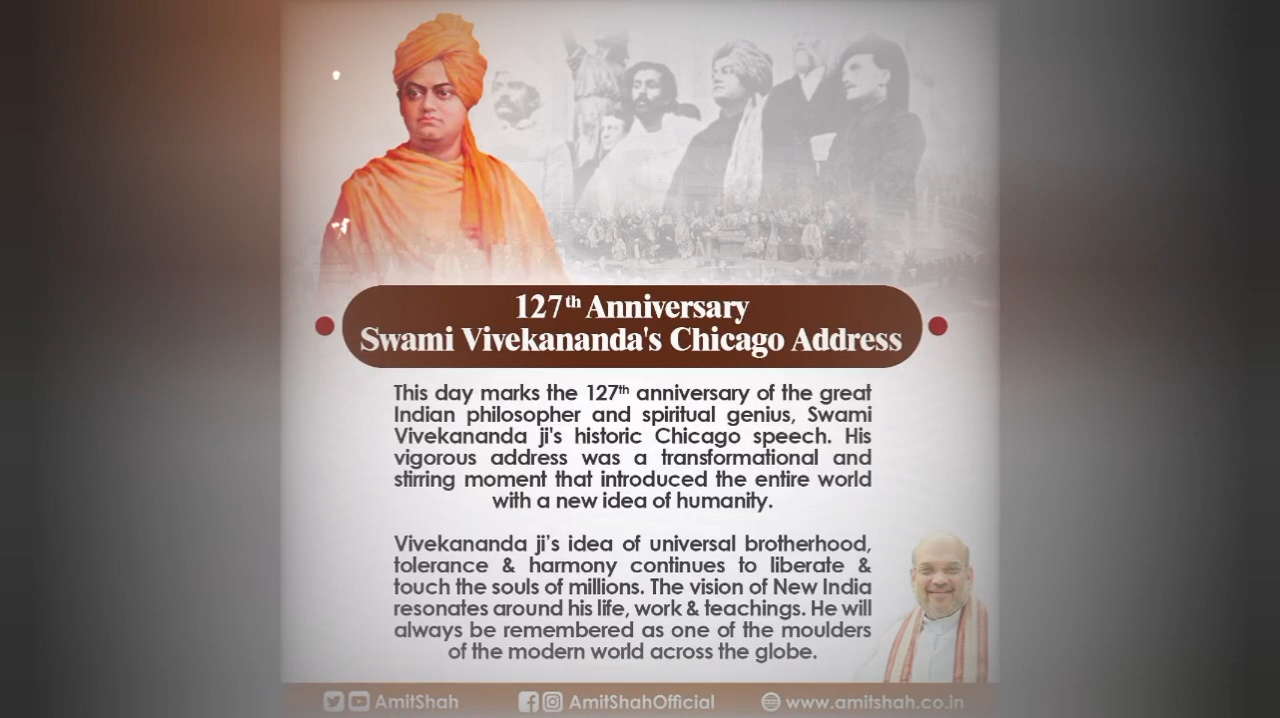 127th Anniversary
Swami Vivekananda's Chicago Address
This day marks the 127th anniversary of the great
Indian philosopher and spiritual genius, Swami
Vivekananda ji's historic Chicago speech. His
vigorous address was a transformational and
stirring moment that introduced the entire world
with a new idea of humanity.
Vivekananda ji's idea of universal brotherhood,
tolerance & harmony continues to liberate &
touch the souls of millions. The vision of New India
resonates around his life, work & teachings. He will
always be remembered as one of the moulders
of the modern world across the globe.
AmitShah AmitShahOfficial www.amitshah.co.in